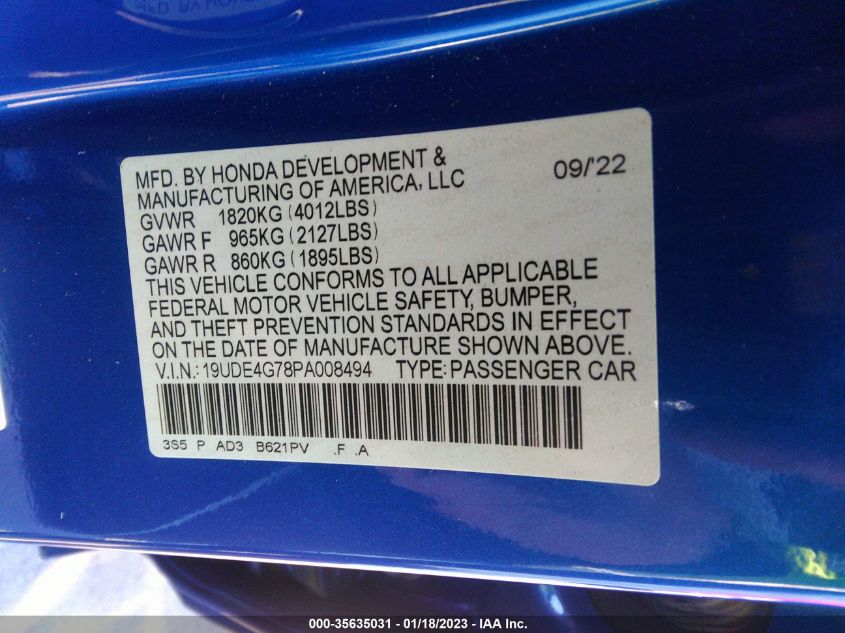 MFD. BY HONDA DEVELOPMENT & 09/'22
MANUFACTURING OF AMERICA, LLC
GVWR 1820KG (4012LBS)
GAWR F 965KG (2127LBS)
GAWR R 860KG (1895LBS)
THIS VEHICLE CONFORMS TO ALL APPLICABLE
FEDERAL MOTOR VEHICLE SAFETY, BUMPER,
AND THEFT PREVENTION STANDARDS IN EFFECT
ON THE DATE OF MANUFACTURE SHOWN ABOVE.
V.I.N.: 19UDE4G78PA008494 TYPE: PASSENGER CAR
3S5 P AD3 B621PV .F .A
000-35635031 — 01/18/2023 — IAA Inc.